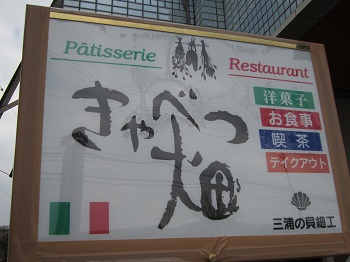 Pâtisserie Restaurant
きゃべつ畑
洋菓子
お食事
喫茶
テイクアウト
三浦の貝細工